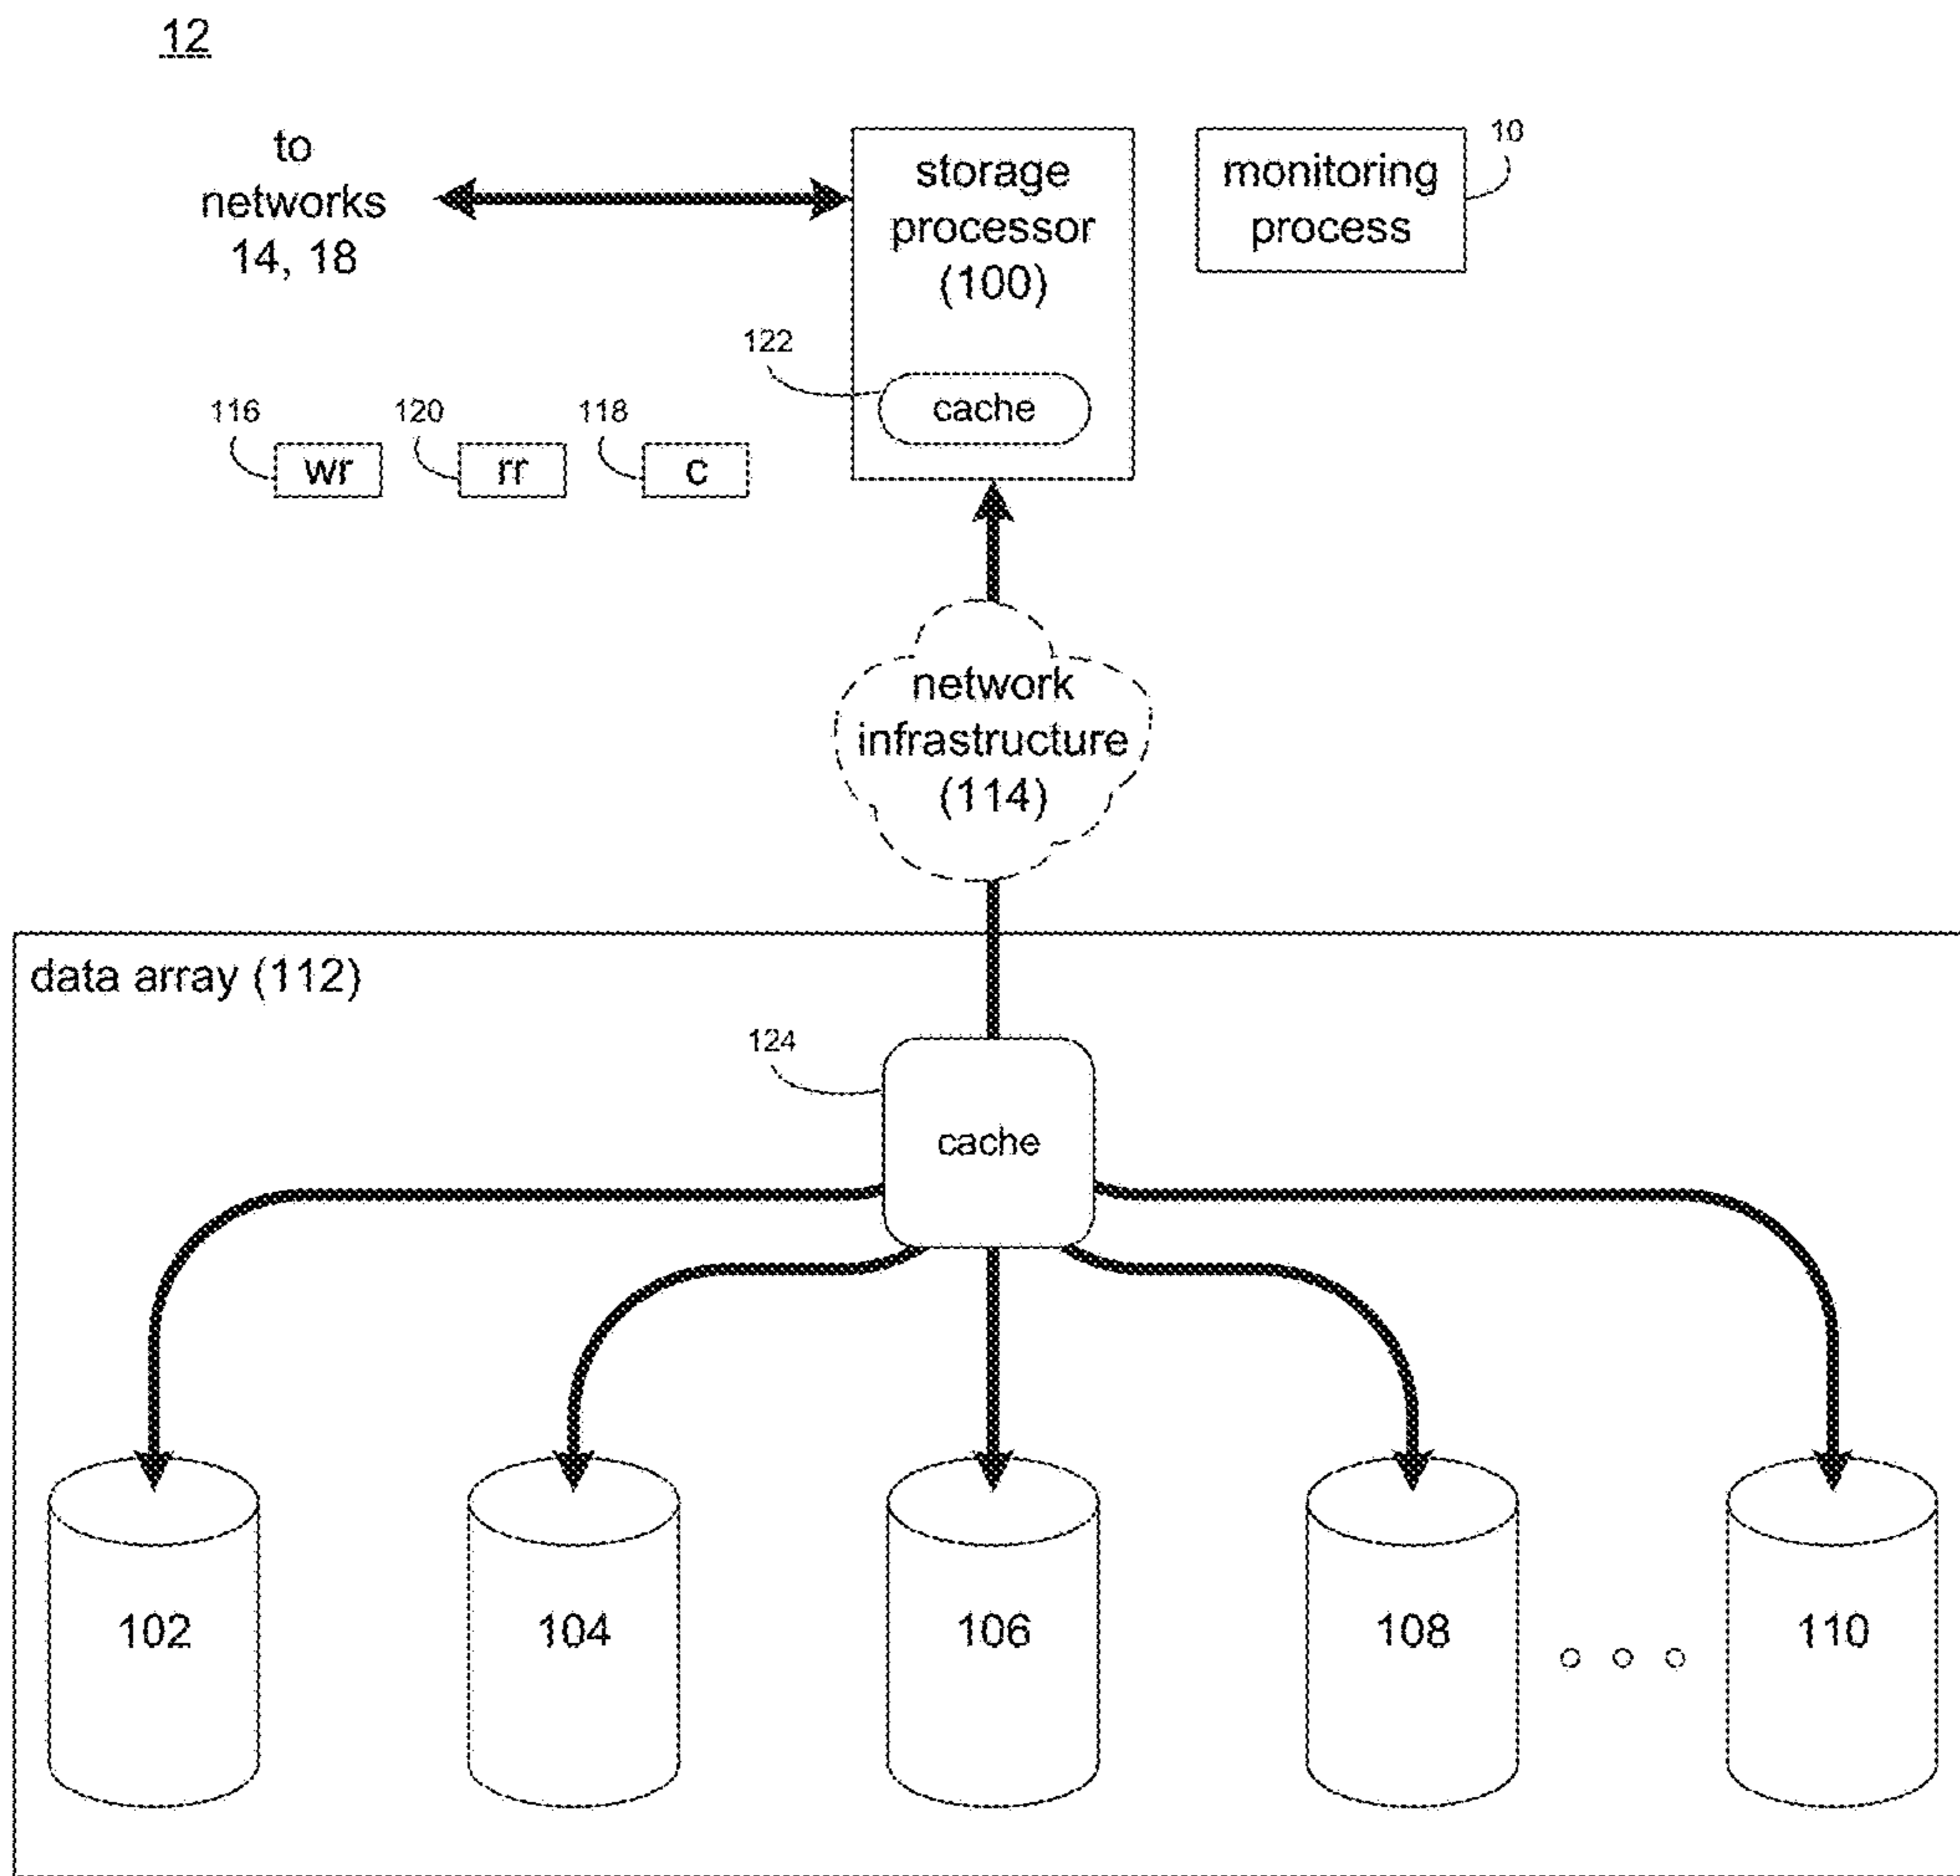 12
to
networks
14, 18
storage
processor
(100)
monitoring
process
10
122
cache
116
wr
120
rr
118
c
network
infrastructure
(114)
data array (112)
124
cache
102
104
106
108
110